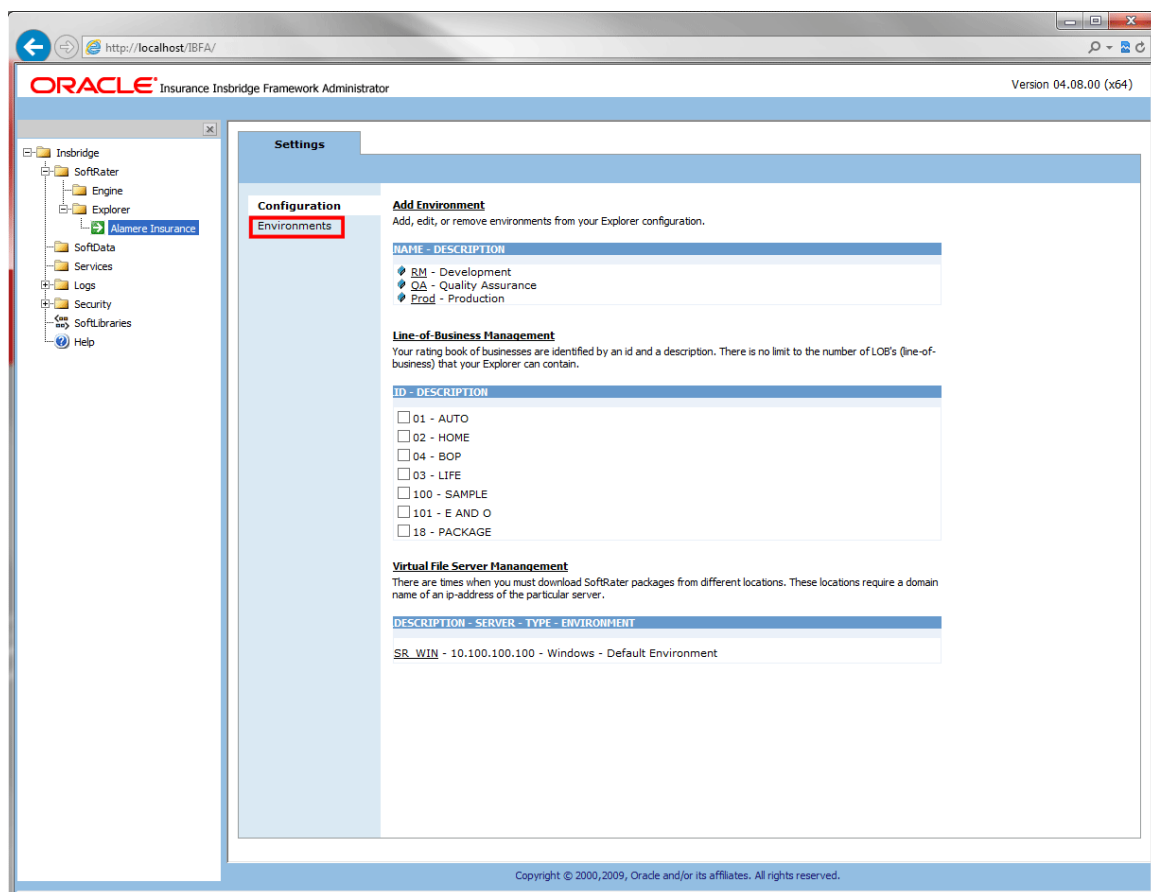 http://localhost/IBFA/
ORACLE Insurance Insbridge Framework Administrator
Version 04.08.00 (x64)
Insbridge
SoftRater
Engine
Explorer
Alamere Insurance
SoftData
Services
Logs
Security
SoftLibraries
Help
Settings
Configuration
Environments
Add Environment
Add, edit, or remove environments from your Explorer configuration.
NAME - DESCRIPTION
RM - Development
QA - Quality Assurance
Prod - Production
Line-of-Business Management
Your rating book of businesses are identified by an id and a description. There is no limit to the number of LOB's (line-of-
business) that your Explorer can contain.
ID - DESCRIPTION
01 - AUTO
02 - HOME
04 - BOP
03 - LIFE
100 - SAMPLE
101 - E AND O
18 - PACKAGE
Virtual File Server Manangement
There are times when you must download SoftRater packages from different locations. These locations require a domain
name of an ip-address of the particular server.
DESCRIPTION - SERVER - TYPE - ENVIRONMENT
SR_WIN - 10.100.100.100 - Windows - Default Environment
Copyright © 2000,2009, Oracle and/or its affiliates. All rights reserved.